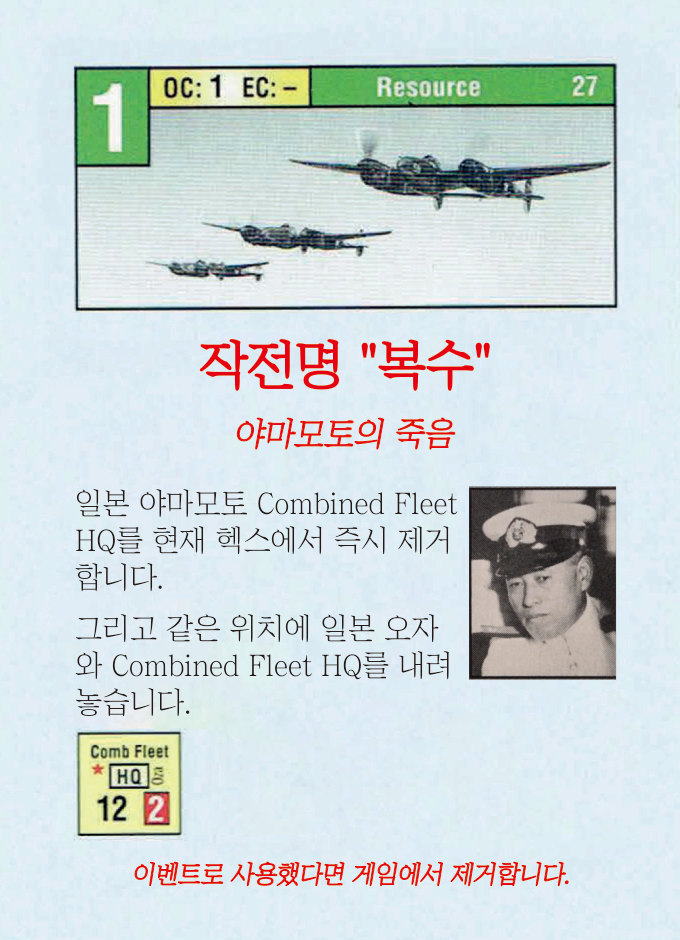 1
OC: 1 EC: – Resource 27
작전명 "복수"
야마모토의 죽음
일본 야마모토 Combined Fleet
HQ를 현재 헥스에서 즉시 제거
합니다.
그리고 같은 위치에 일본 오자
와 Combined Fleet HQ를 내려
놓습니다.
Comb Fleet
HQ Oza
12 2
이벤트로 사용했다면 게임에서 제거합니다.